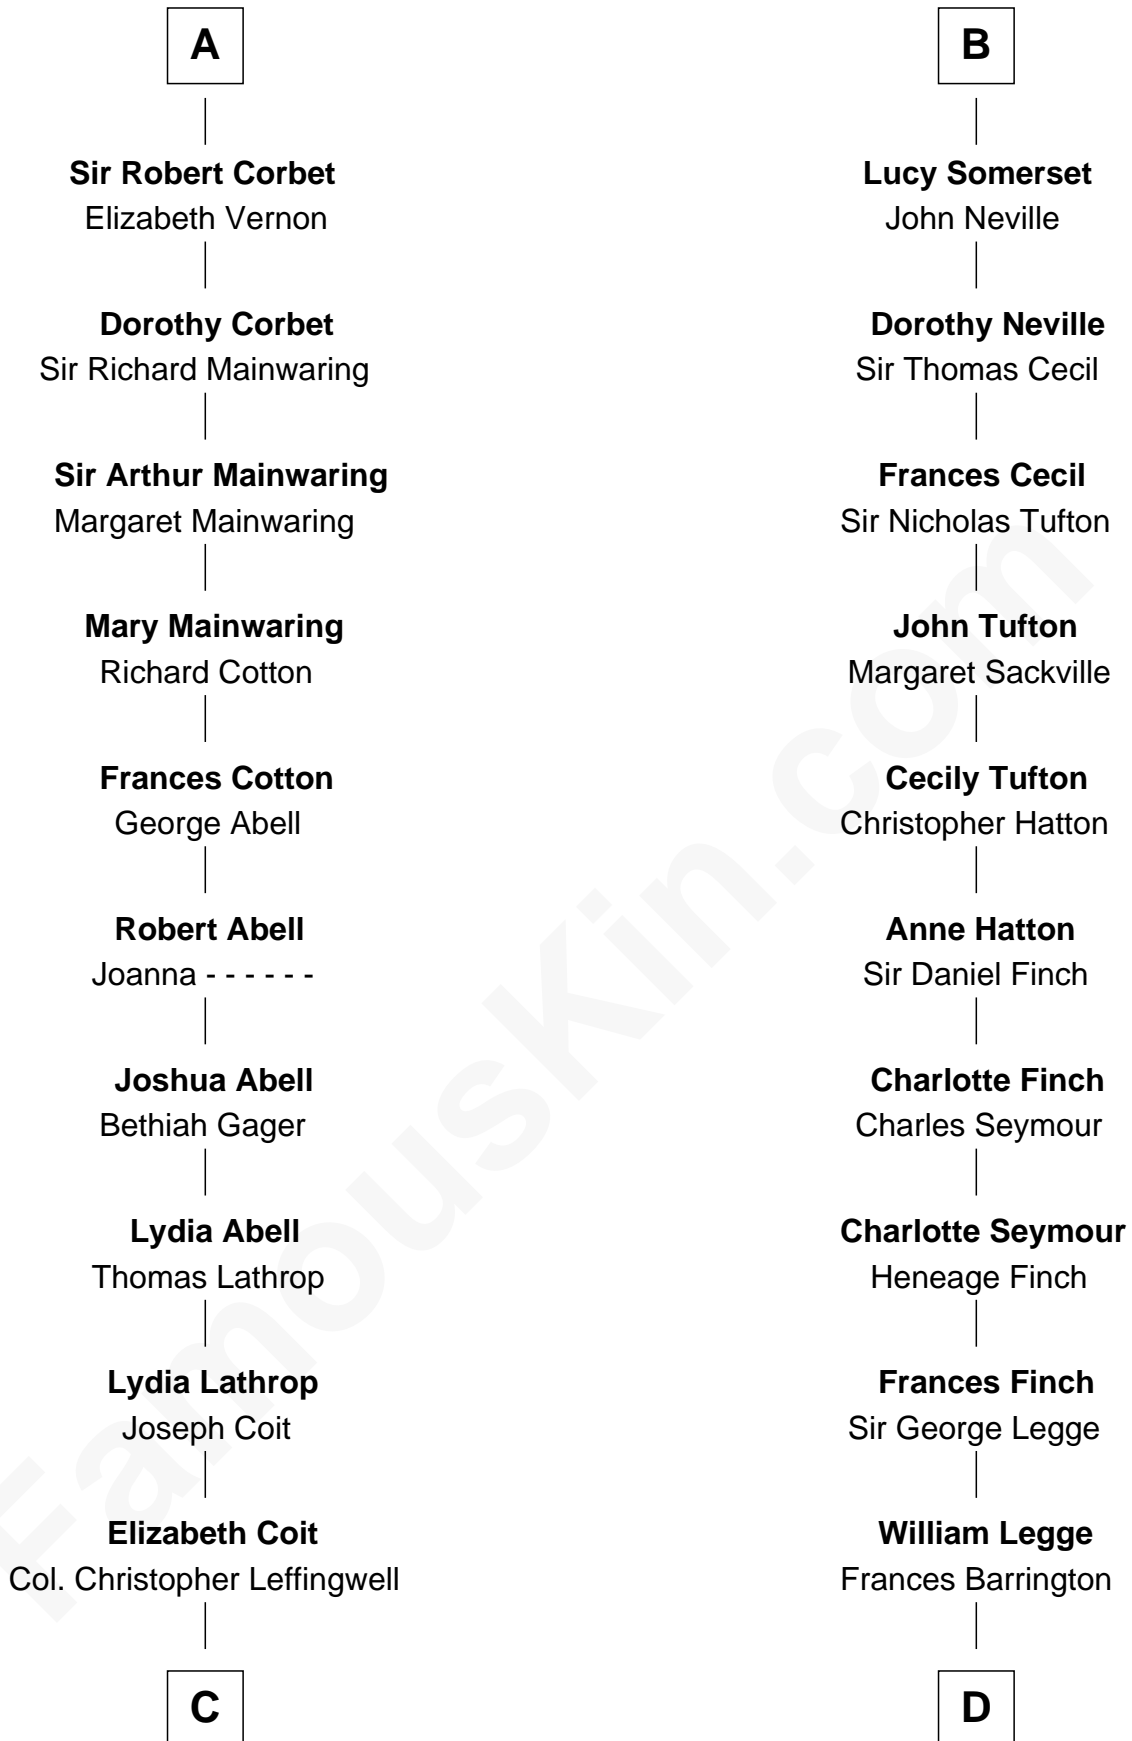 A
Sir Robert Corbet
Elizabeth Vernon
Dorothy Corbet
Sir Richard Mainwaring
Sir Arthur Mainwaring
Margaret Mainwaring
Mary Mainwaring
Richard Cotton
Frances Cotton
George Abell
Robert Abell
Joanna - - - - - -
Joshua Abell
Bethiah Gager
Lydia Abell
Thomas Lathrop
Lydia Lathrop
Joseph Coit
Elizabeth Coit
Col. Christopher Leffingwell
C
B
Lucy Somerset
John Neville
Dorothy Neville
Sir Thomas Cecil
Frances Cecil
Sir Nicholas Tufton
John Tufton
Margaret Sackville
Cecily Tufton
Christopher Hatton
Anne Hatton
Sir Daniel Finch
Charlotte Finch
Charles Seymour
Charlotte Seymour
Heneage Finch
Frances Finch
Sir George Legge
William Legge
Frances Barrington
D
FamousKin.com